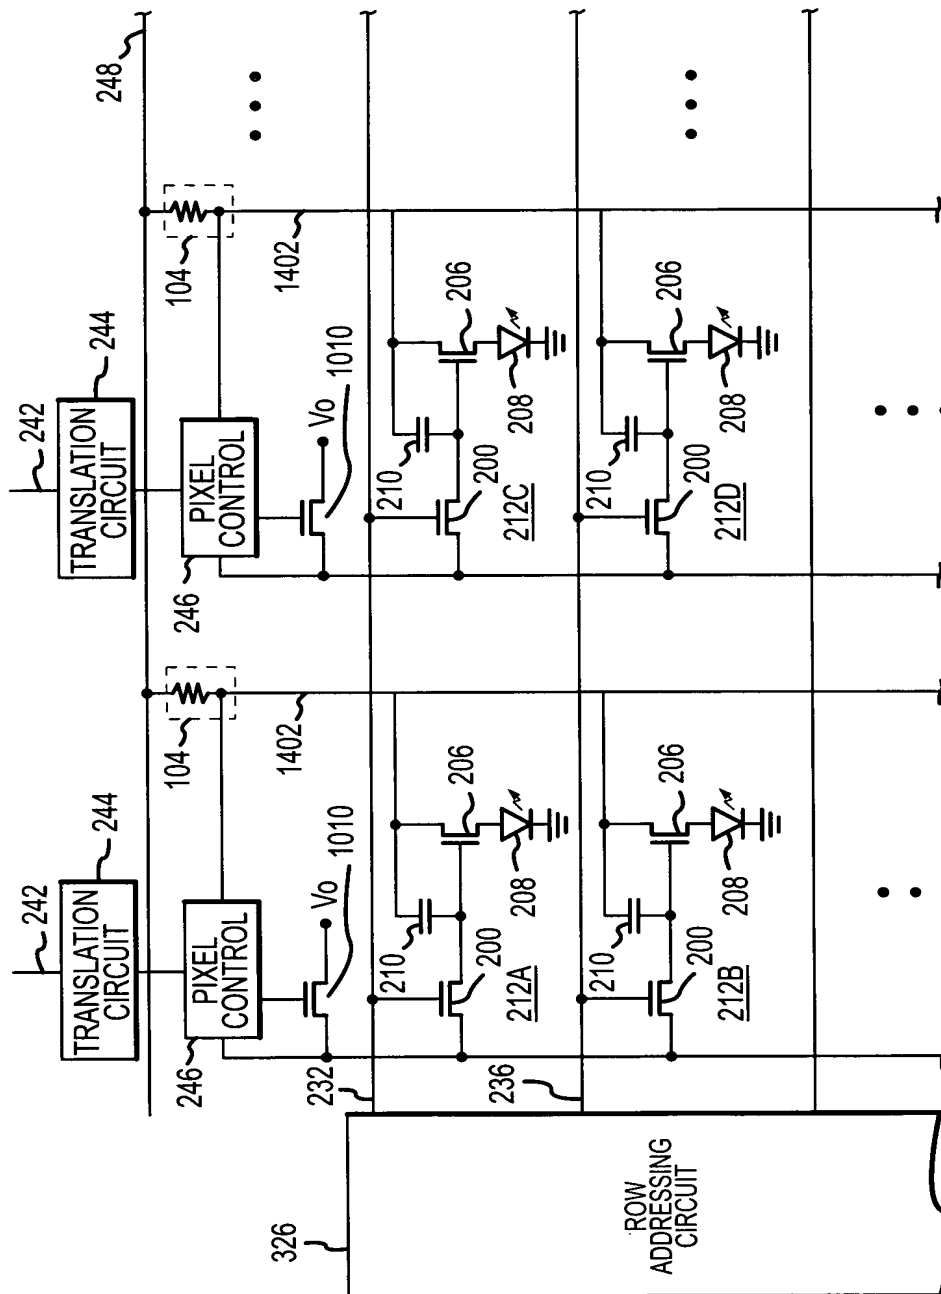 242
TRANSLATION
CIRCUIT
244
242
TRANSLATION
CIRCUIT
244
248
104
104
PIXEL
CONTROL
246
PIXEL
CONTROL
246
Vo
1010
Vo
1010
1402
1402
232
210
200
206
208
212A
210
200
206
208
212C
236
210
200
206
208
212B
210
200
206
208
212D
326
ROW
ADDRESSING
CIRCUIT